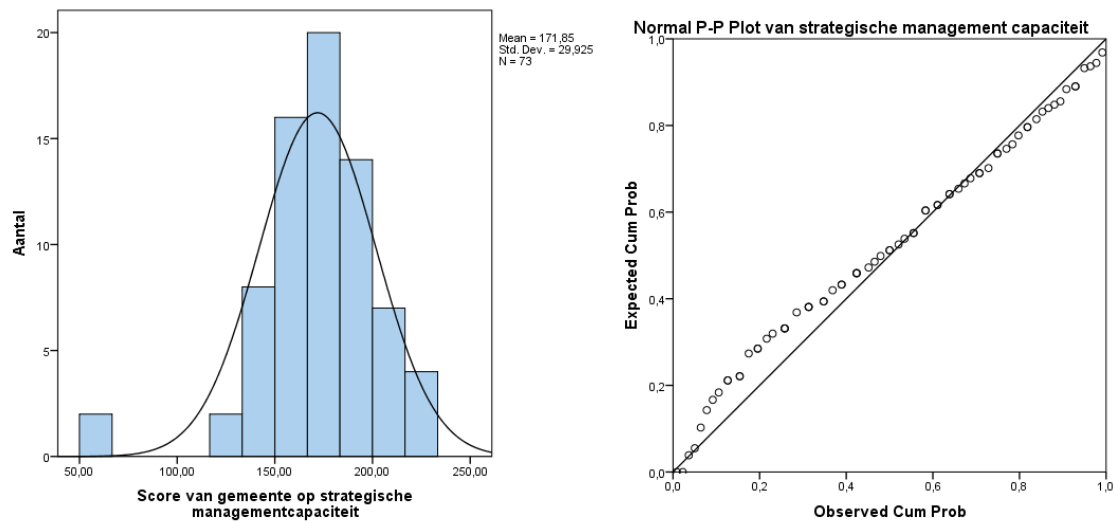 Mean = 171,85
Std. Dev. = 29,925
N = 73
20
15
10
5
0
Aantal
50,00 100,00 150,00 200,00 250,00
Score van gemeente op strategische
managementcapaciteit
Normal P-P Plot van strategische management capaciteit
1,0
0,8
0,6
0,4
0,2
0,0
Expected Cum Prob
0,0 0,2 0,4 0,6 0,8 1,0
Observed Cum Prob